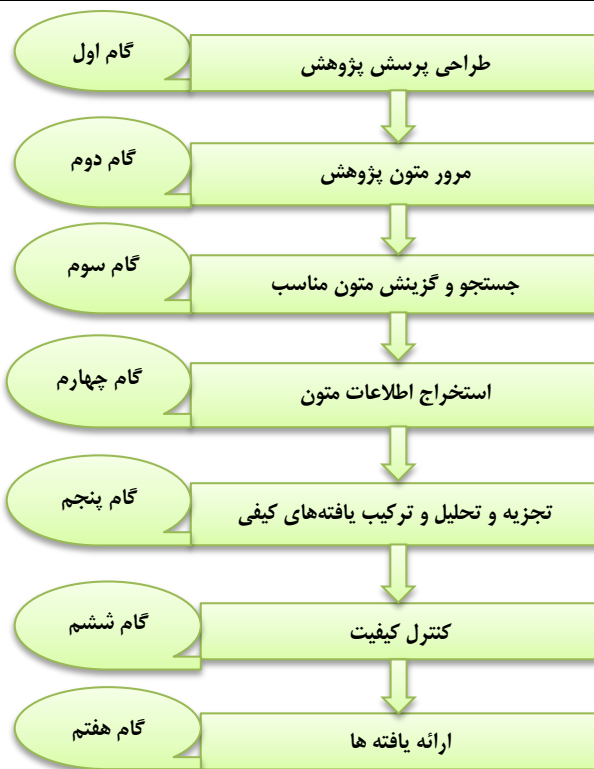 گام اول
طراحی پرسش پژوهش
گام دوم
مرور متون پژوهش
گام سوم
جستجو و گزینش متون مناسب
گام چهارم
استخراج اطلاعات متون
گام پنجم
تجزیه و تحلیل و ترکیب یافته‌های کیفی
گام ششم
کنترل کیفیت
گام هفتم
ارائه یافته ها